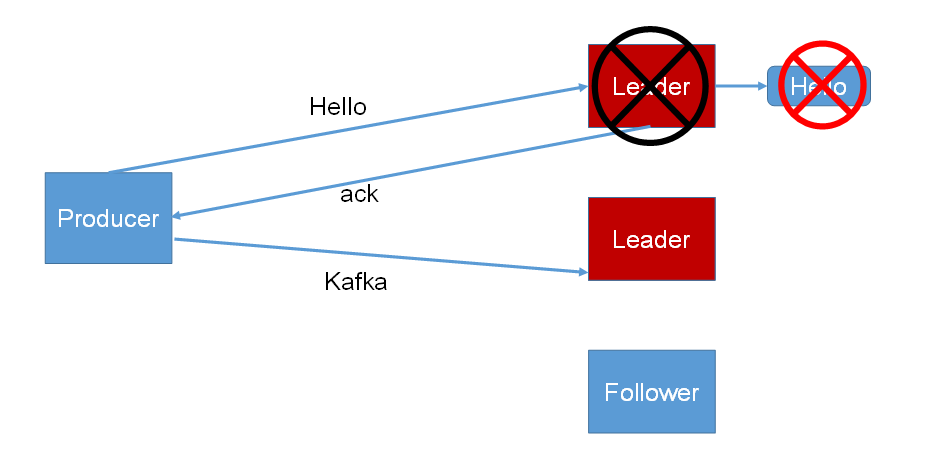 Leader
Hello
Hello
ack
Producer
Leader
Kafka
Follower